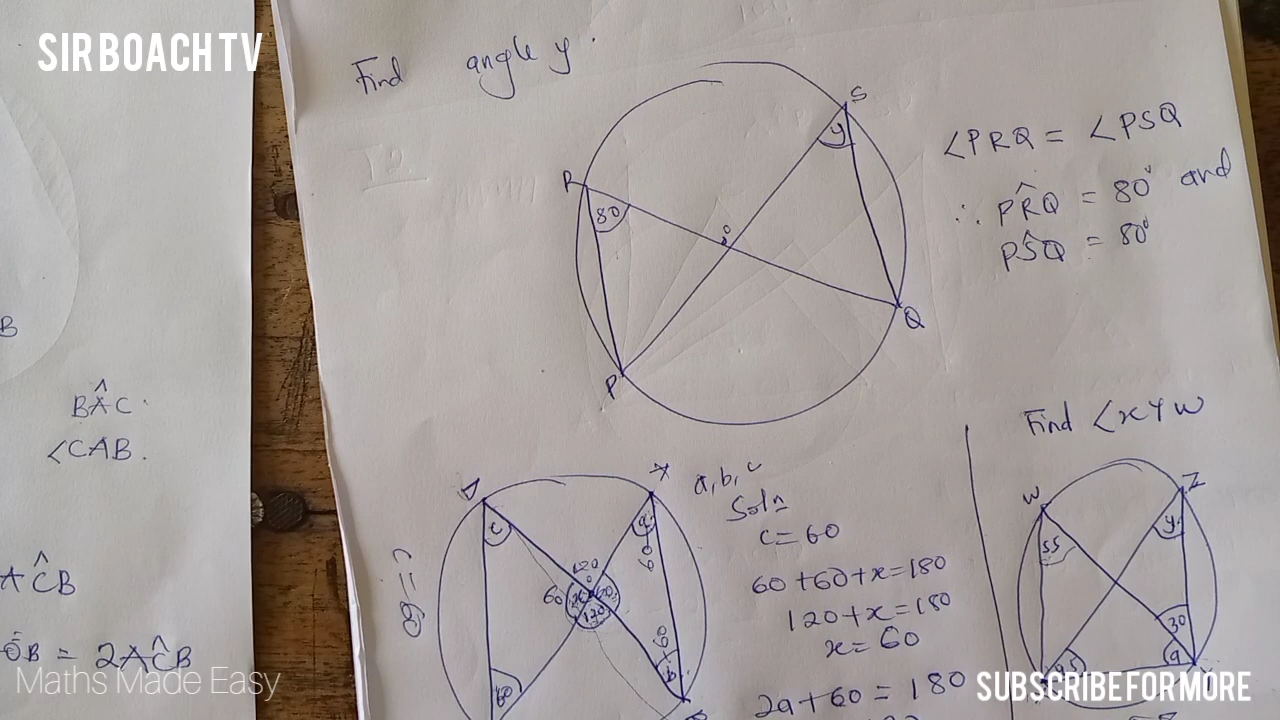 SIR BOACH TV
Find angle y.
S
y
R
80
Q
P
∠PRQ = ∠PSQ
∴ PR̂Q = 80° and
PŜQ = 80°
B
BÂC.
∠CAB.
AĈB
ÔB = 2AĈB
Maths Made Easy
a, b, c
Soln
c = 60
60 + 60 + x = 180
120 + x = 180
x = 60
2a + 60 = 180
c = 60
c
120
60
120
60
60
60
Find ∠XYW
W
Z
55
y
30
a
SUBSCRIBE FOR MORE